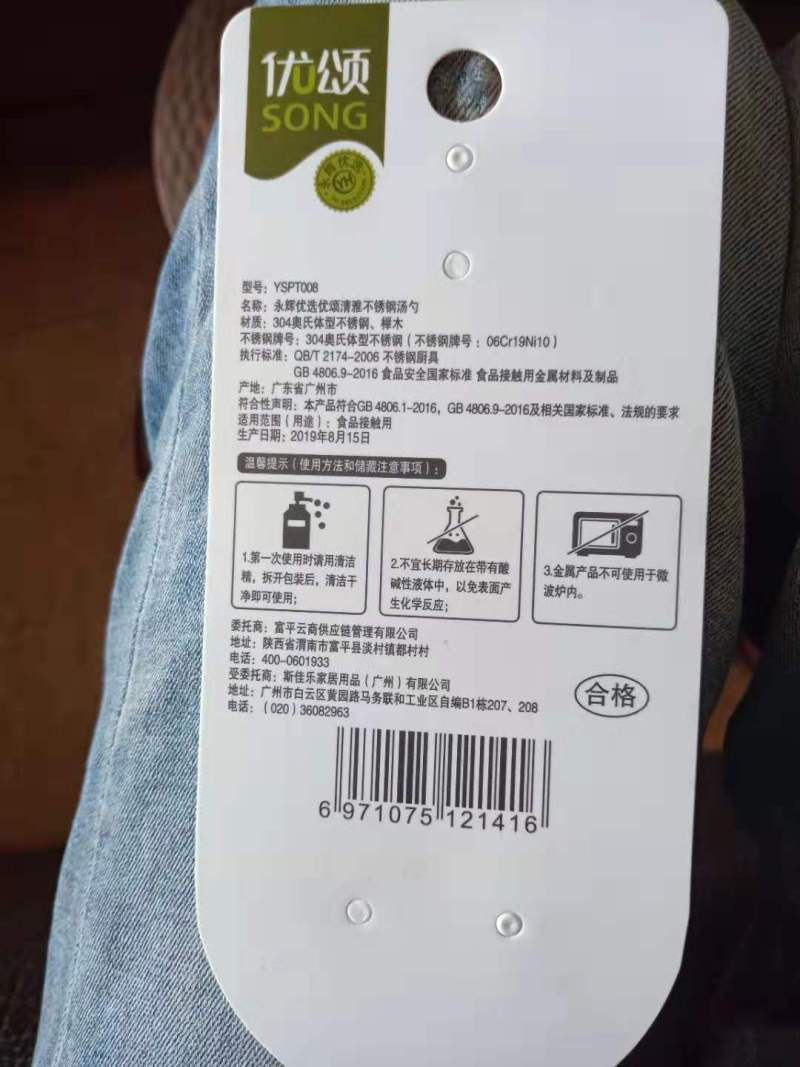 优颂
SONG
永辉优选
YH
型号：YSPT008
名称：永辉优选优颂清雅不锈钢汤勺
材质：304奥氏体型不锈钢、榉木
不锈钢牌号：304奥氏体型不锈钢（不锈钢牌号：06Cr19Ni10）
执行标准：QB/T 2174-2006 不锈钢厨具
GB 4806.9-2016 食品安全国家标准 食品接触用金属材料及制品
产地：广东省广州市
符合性声明：本产品符合GB 4806.1-2016，GB 4806.9-2016及相关国家标准、法规的要求
适用范围（用途）：食品接触用
生产日期：2019年8月15日
温馨提示（使用方法和储藏注意事项）：
1.第一次使用时请用清洁
精，拆开包装后，清洁干
净即可使用；
2.不宜长期存放在带有酸
碱性液体中，以免表面产
生化学反应；
3.金属产品不可使用于微
波炉内。
委托商：富平云商供应链管理有限公司
地址：陕西省渭南市富平县淡村镇都村村
电话：400-0601933
受委托商：斯佳乐家居用品（广州）有限公司
地址：广州市白云区黄园路马务联和工业区自编B1栋207、208
电话：（020）36082963
合格
6 971075 121416